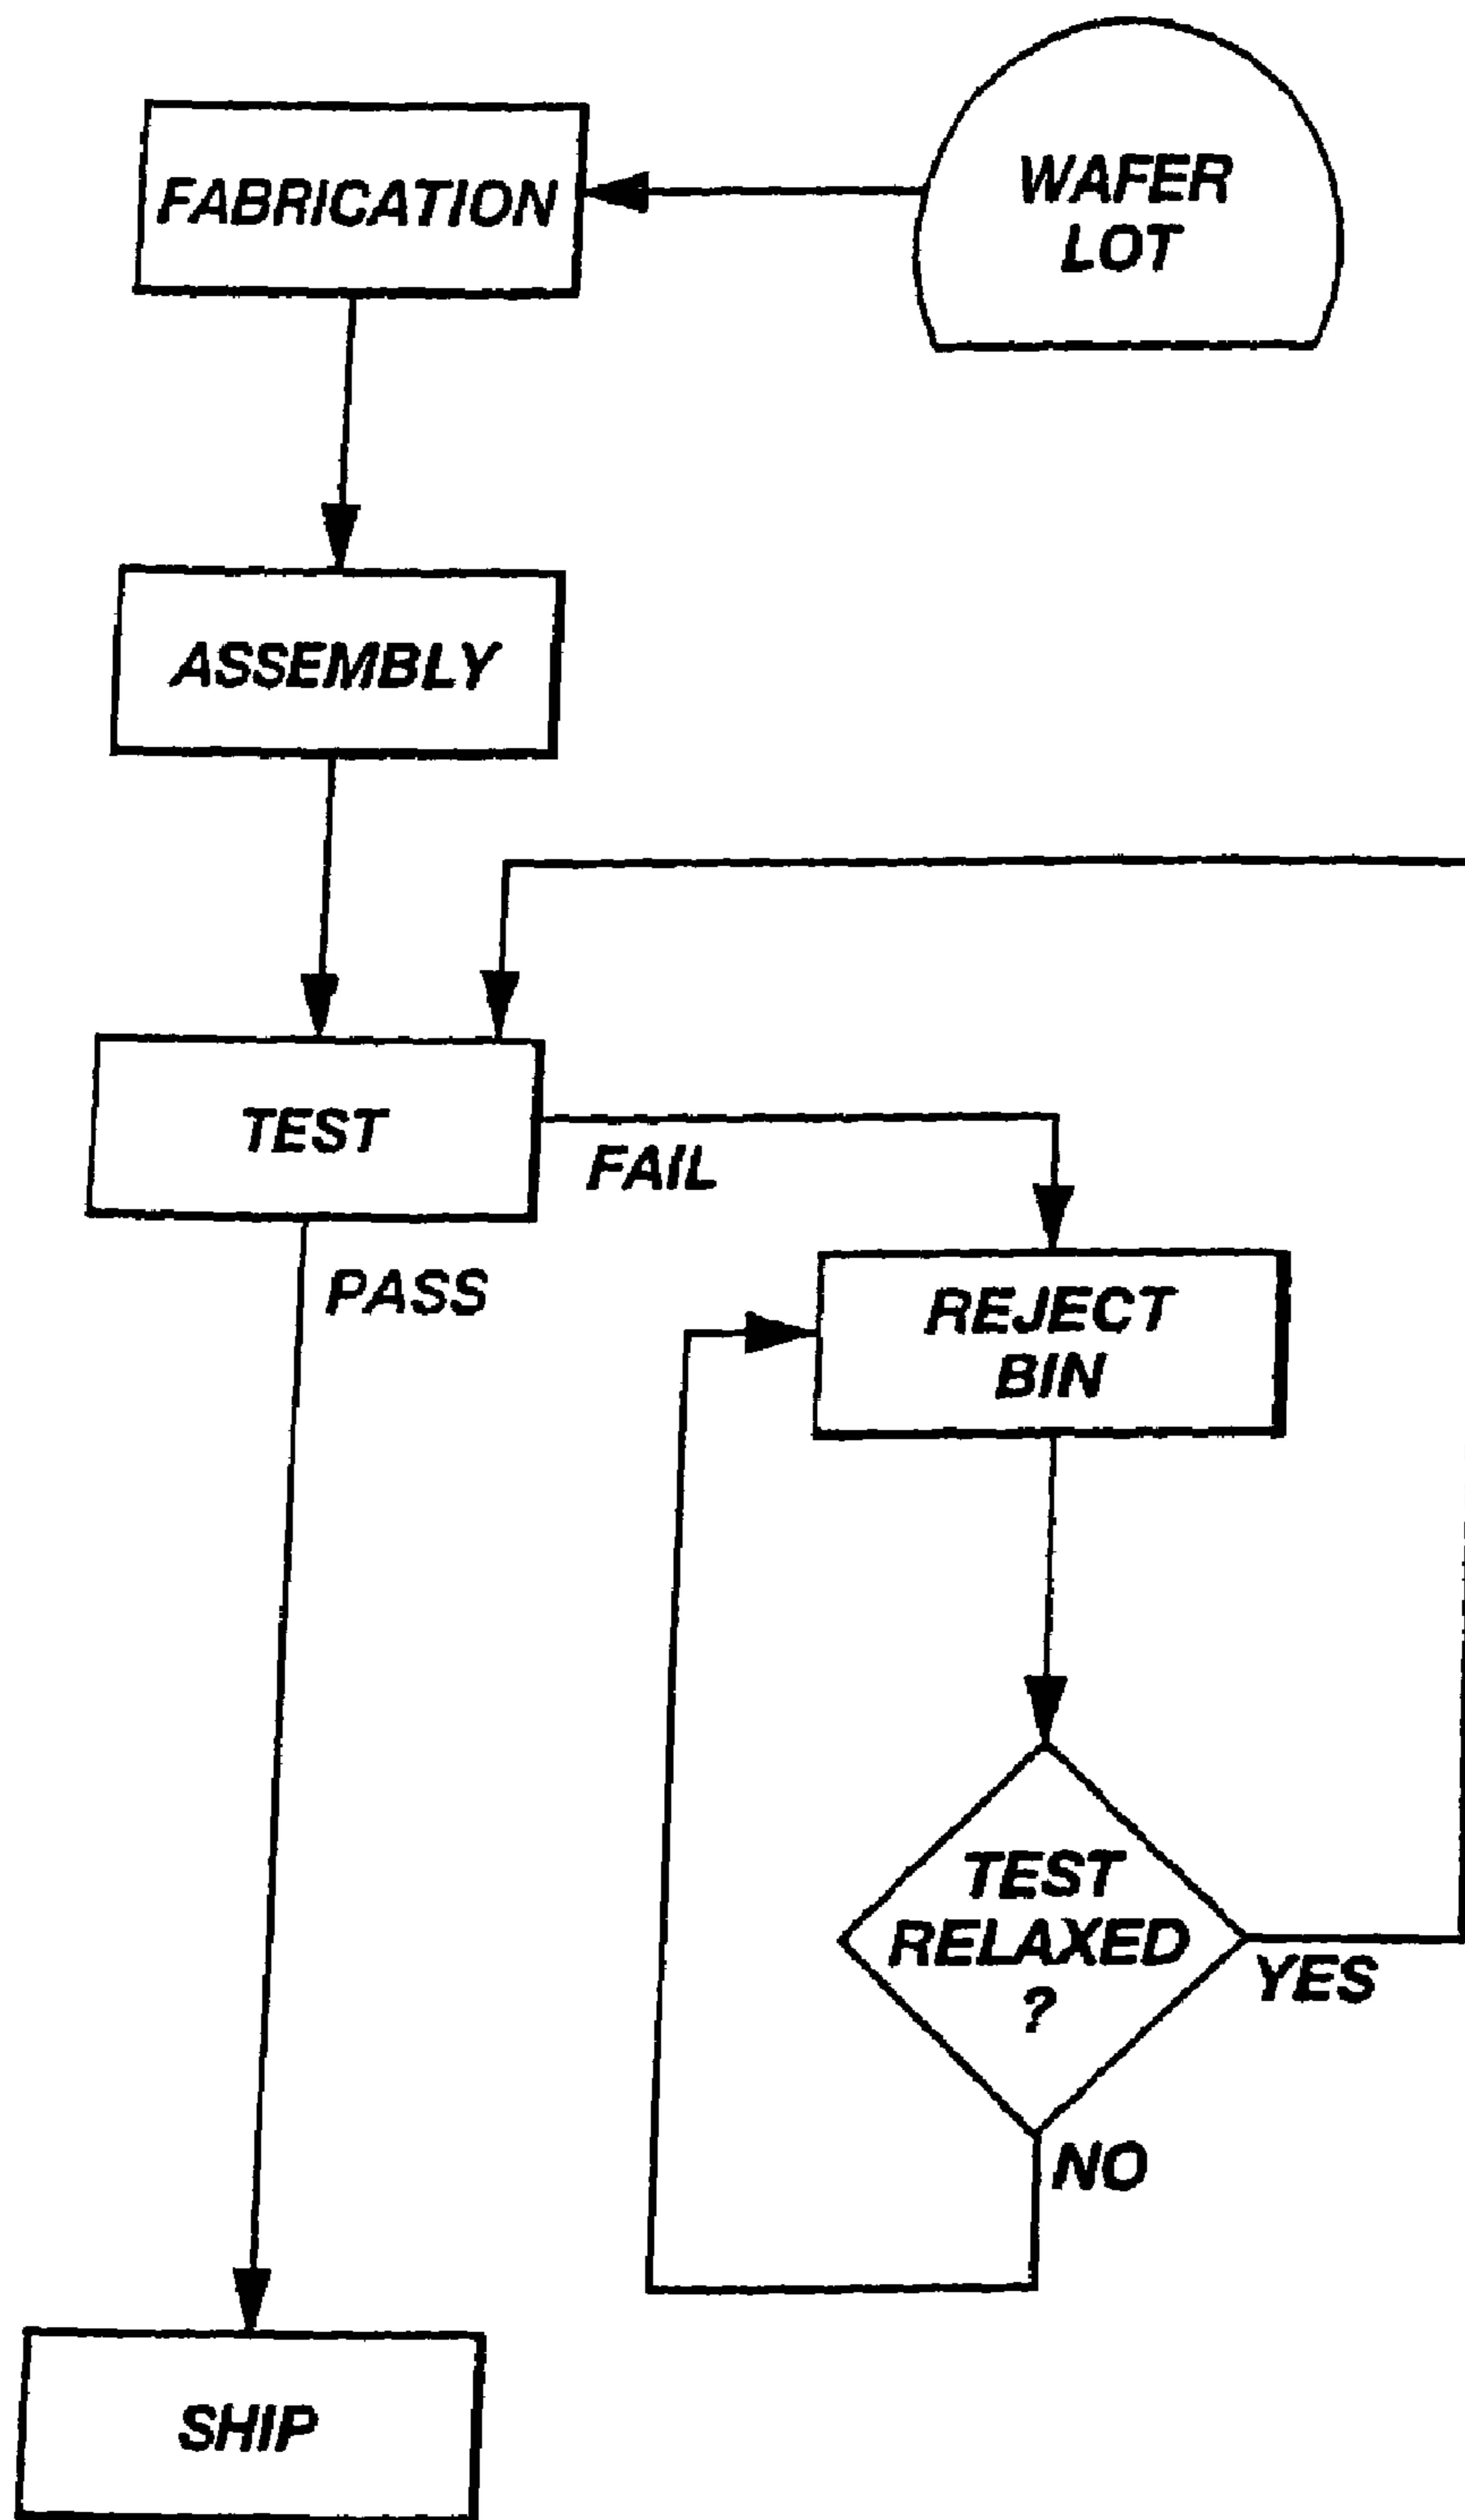 WAFER
LOT
FABRICATION
ASSEMBLY
TEST
FAIL
PASS
REJECT
BIN
TEST
RELAXED
?
YES
NO
SHIP